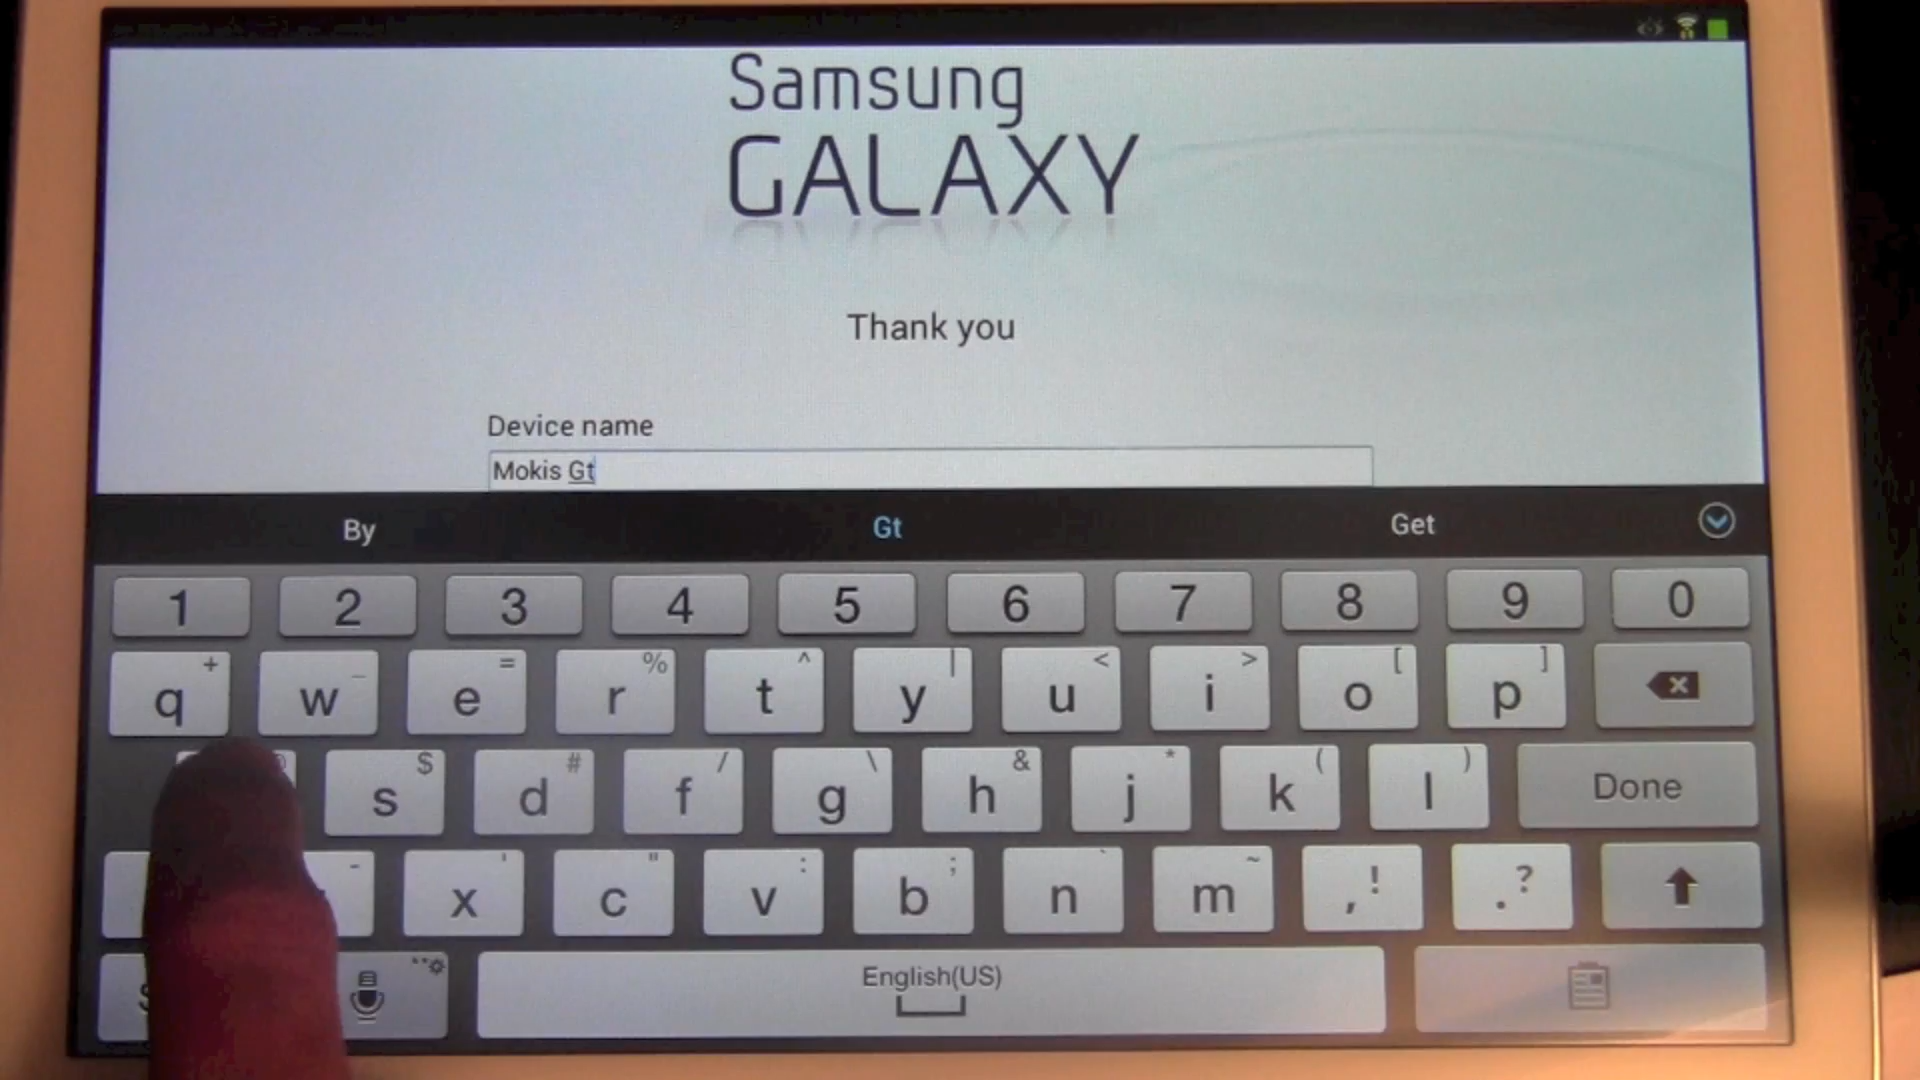 Samsung
GALAXY
Thank you
Device name
Mokis Gt
By Gt Get
1 2 3 4 5 6 7 8 9 0
+ _ = % ^ | < > [ ]
q w e r t y u i o p
$ # / \ & * ( )
s d f g h j k l Done
- ' " : ; ` ~ ! ?
x c v b n m , .
English(US)